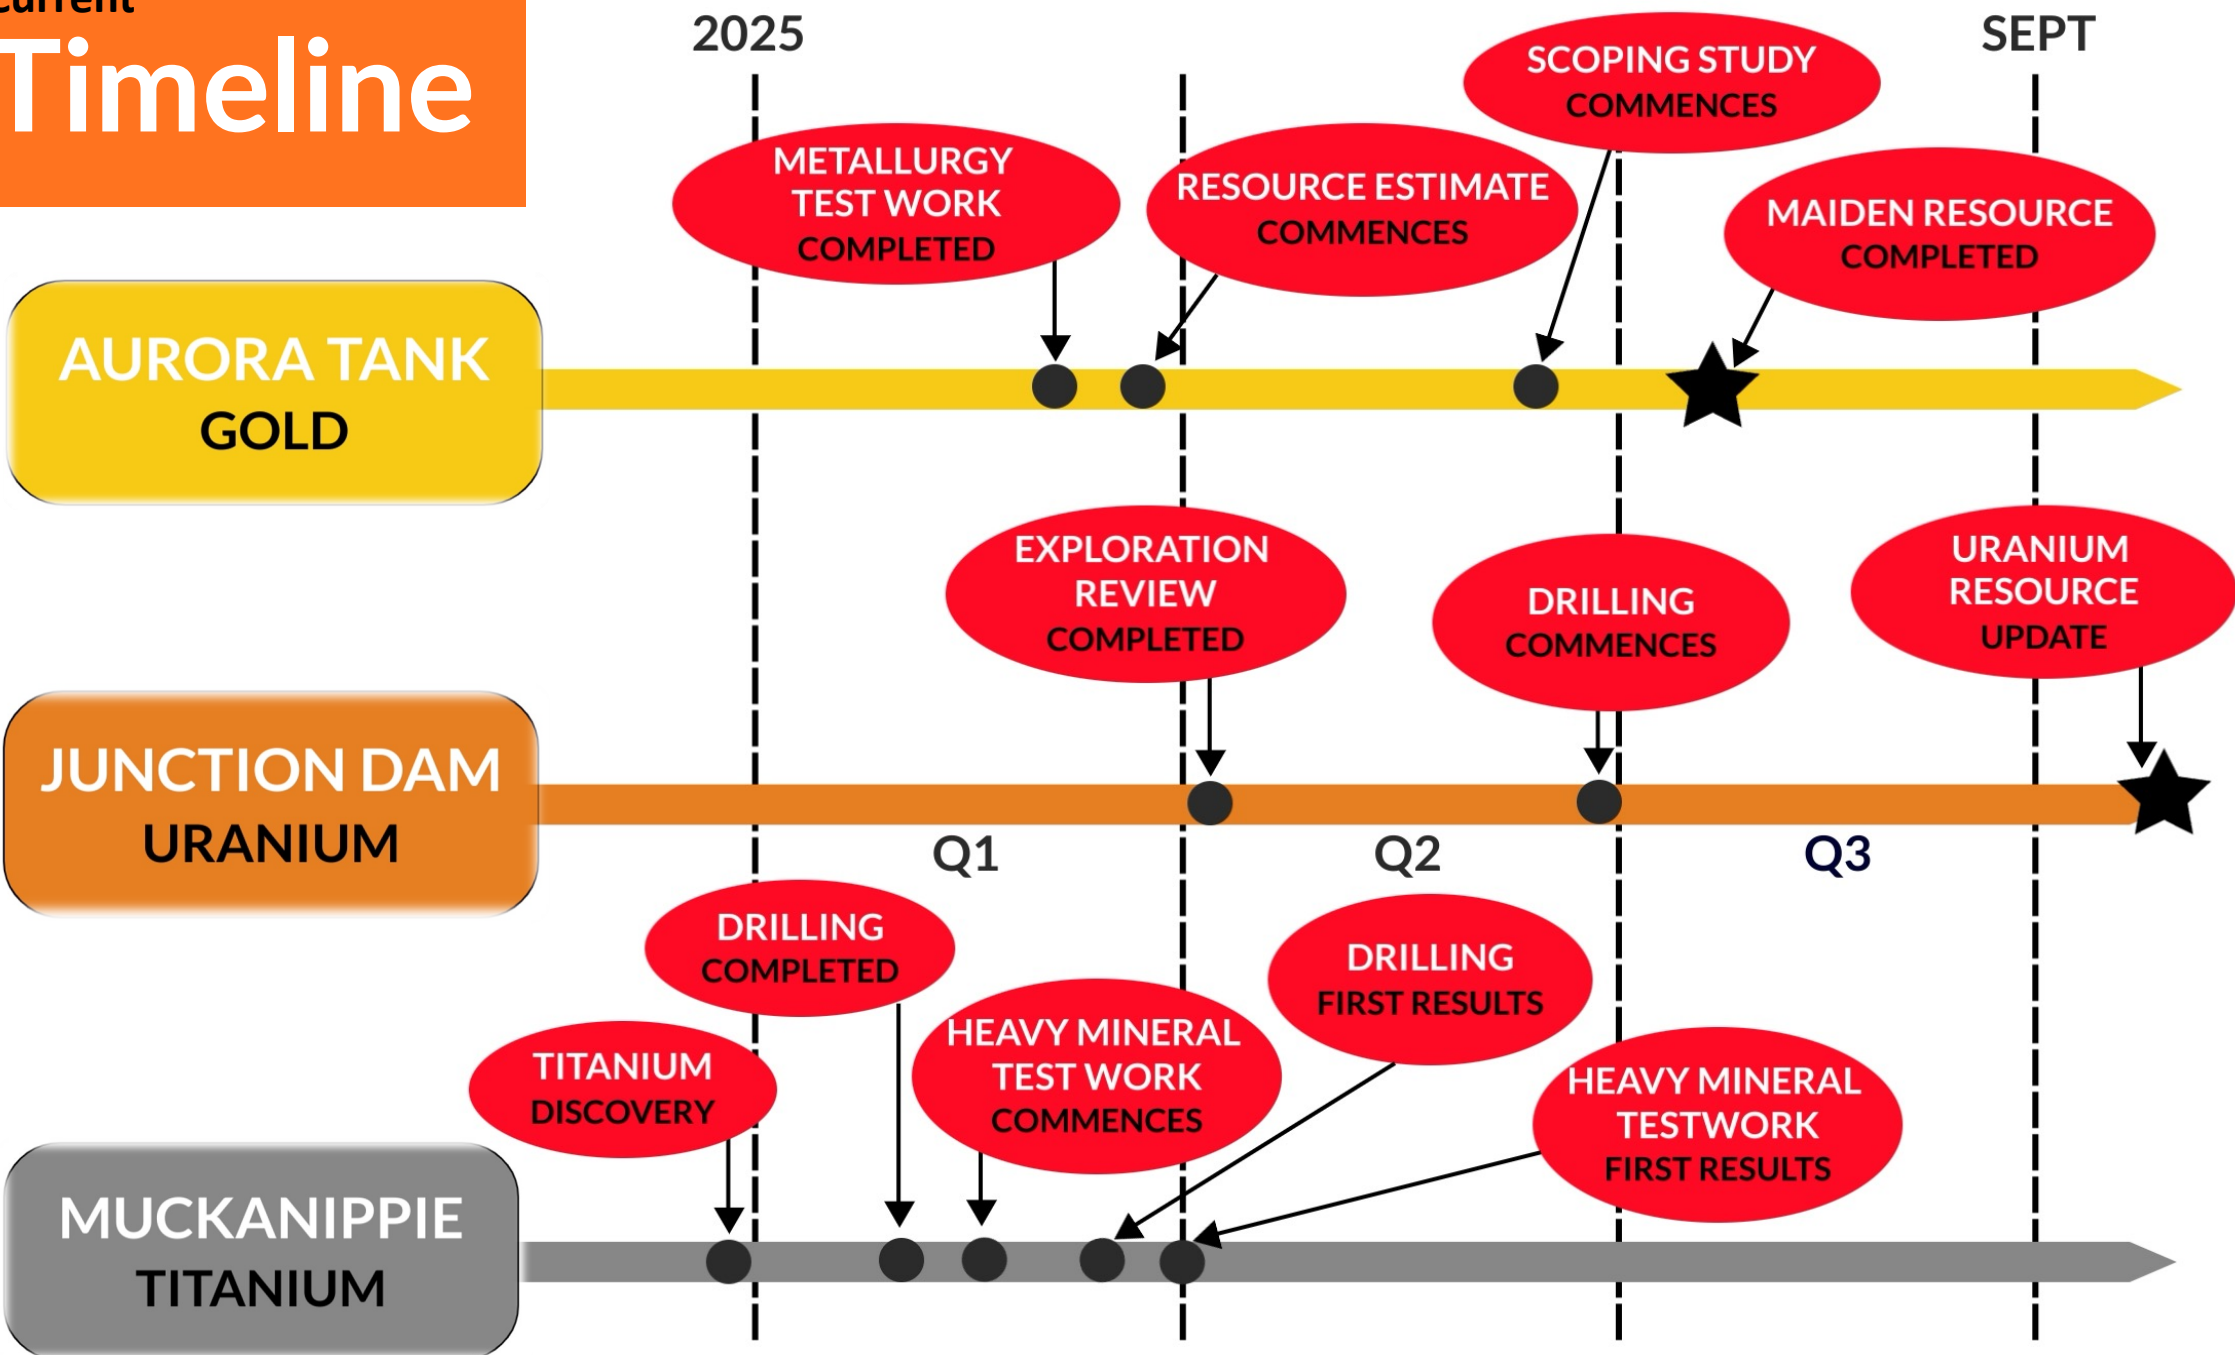 Current
Timeline
2025
SEPT
SCOPING STUDY
COMMENCES
METALLURGY
TEST WORK
COMPLETED
RESOURCE ESTIMATE
COMMENCES
MAIDEN RESOURCE
COMPLETED
AURORA TANK
GOLD
EXPLORATION
REVIEW
COMPLETED
DRILLING
COMMENCES
URANIUM
RESOURCE
UPDATE
JUNCTION DAM
URANIUM
Q1
Q2
Q3
DRILLING
COMPLETED
DRILLING
FIRST RESULTS
HEAVY MINERAL
TEST WORK
COMMENCES
TITANIUM
DISCOVERY
HEAVY MINERAL
TESTWORK
FIRST RESULTS
MUCKANIPPIE
TITANIUM